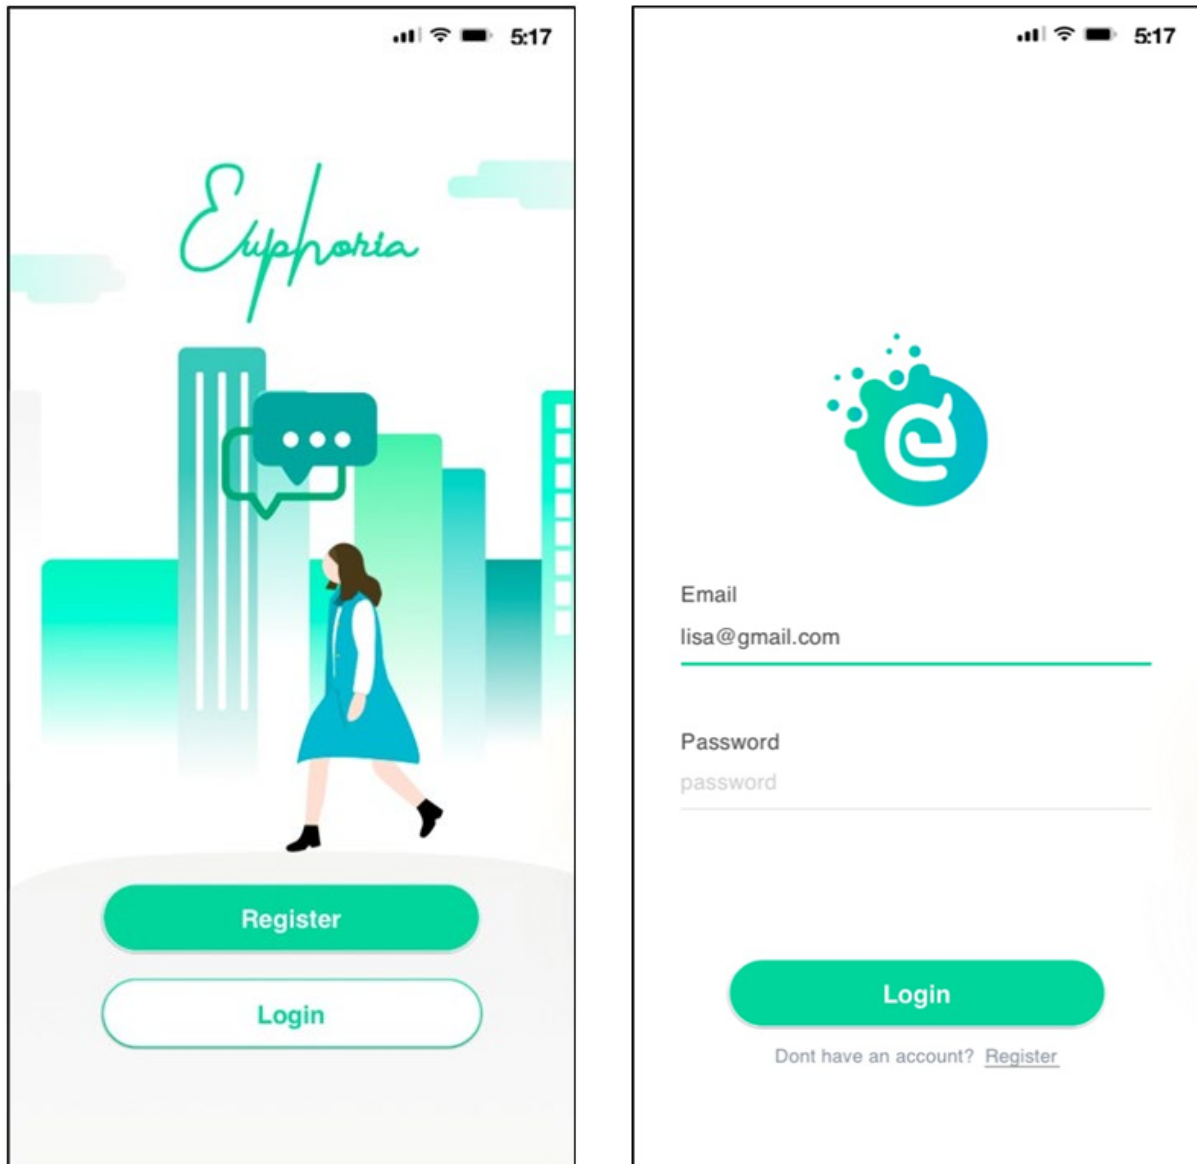 5:17
Euphoria
Register
Login
5:17
e
Email
lisa@gmail.com
Password
password
Login
Dont have an account? Register